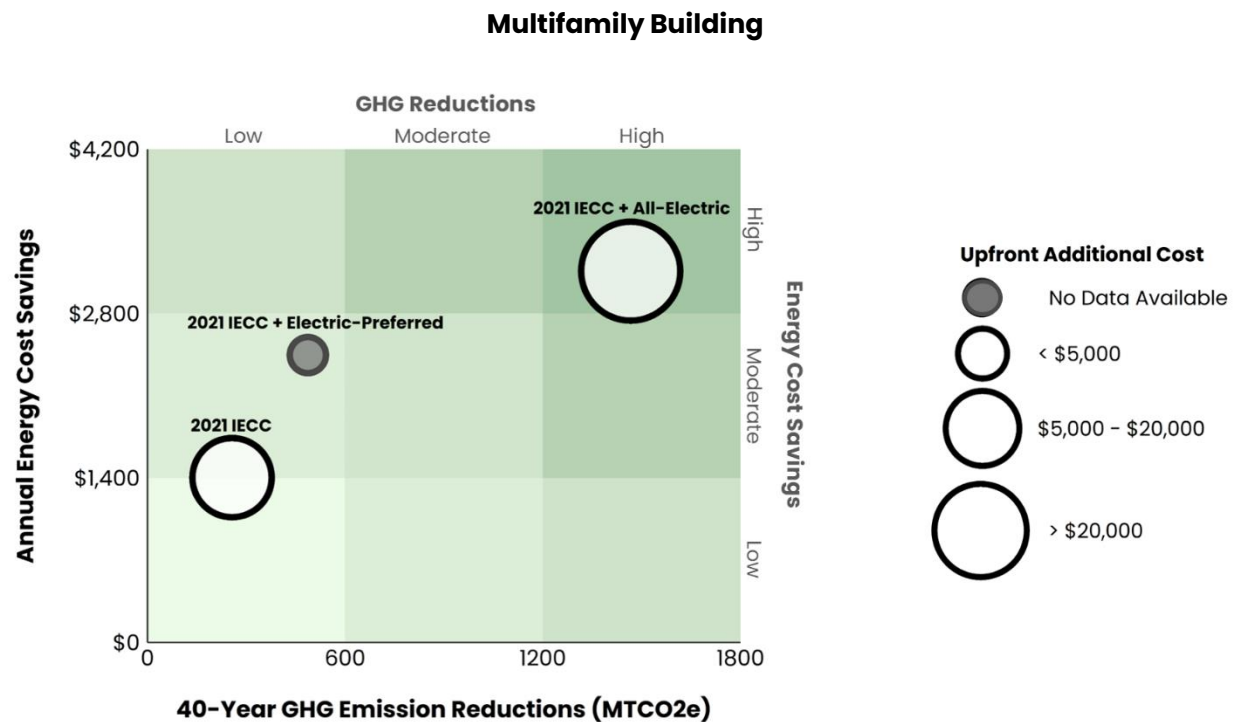 Multifamily Building
GHG Reductions
Low
Moderate
High
$4,200
$2,800
$1,400
$0
Annual Energy Cost Savings
2021 IECC + All-Electric
2021 IECC + Electric-Preferred
2021 IECC
High
Moderate
Low
Energy Cost Savings
0
600
1200
1800
40-Year GHG Emission Reductions (MTCO2e)
Upfront Additional Cost
No Data Available
< $5,000
$5,000 - $20,000
> $20,000